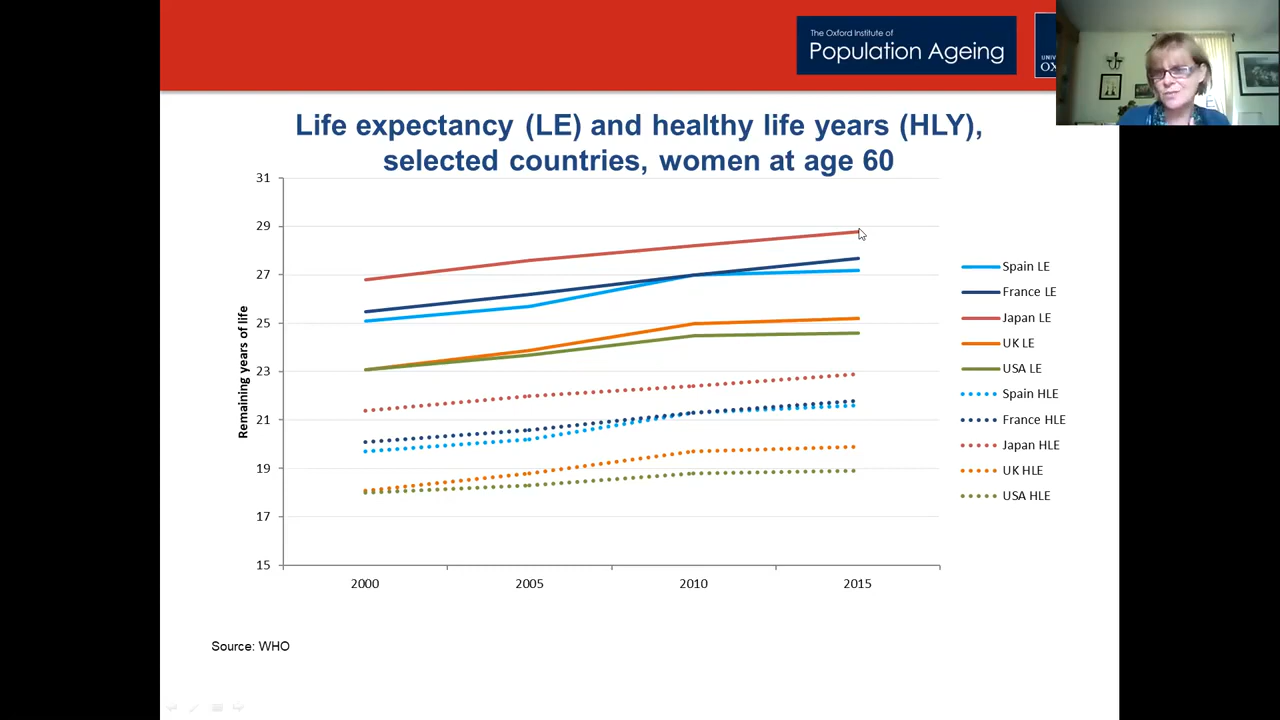 The Oxford Institute of
Population Ageing
UNIV
OX
Life expectancy (LE) and healthy life years (HLY),
selected countries, women at age 60
31
29
27
25
23
21
19
17
15
Remaining years of life
2000
2005
2010
2015
Spain LE
France LE
Japan LE
UK LE
USA LE
Spain HLE
France HLE
Japan HLE
UK HLE
USA HLE
Source: WHO